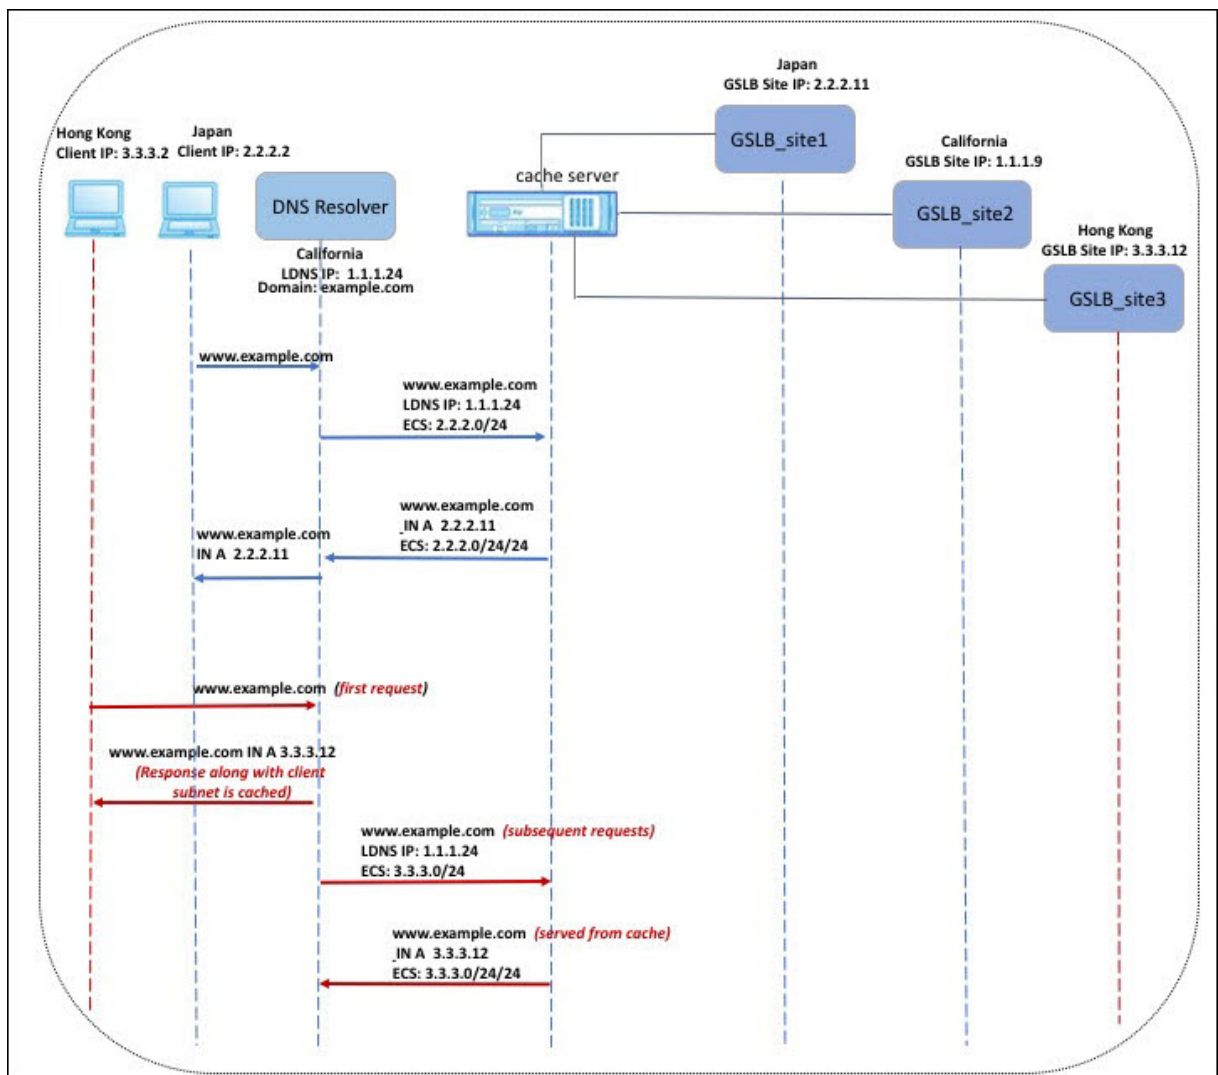 Japan
GSLB Site IP: 2.2.2.11
GSLB_site1
Hong Kong
Client IP: 3.3.3.2
Japan
Client IP: 2.2.2.2
California
GSLB Site IP: 1.1.1.9
GSLB_site2
cache server
DNS Resolver
Hong Kong
GSLB Site IP: 3.3.3.12
GSLB_site3
California
LDNS IP: 1.1.1.24
Domain: example.com
www.example.com
www.example.com
LDNS IP: 1.1.1.24
ECS: 2.2.2.0/24
www.example.com
_IN A 2.2.2.11
ECS: 2.2.2.0/24/24
www.example.com
IN A 2.2.2.11
www.example.com (first request)
www.example.com IN A 3.3.3.12
(Response along with client
subnet is cached)
www.example.com (subsequent requests)
LDNS IP: 1.1.1.24
ECS: 3.3.3.0/24
www.example.com (served from cache)
_IN A 3.3.3.12
ECS: 3.3.3.0/24/24